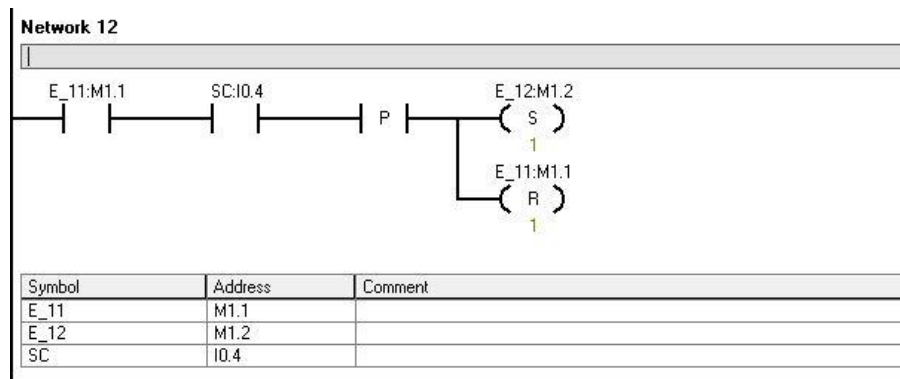 Network 12
E_11:M1.1 SC:I0.4 E_12:M1.2
P S
1
E_11:M1.1
R
1
Symbol Address Comment
E_11 M1.1
E_12 M1.2
SC I0.4